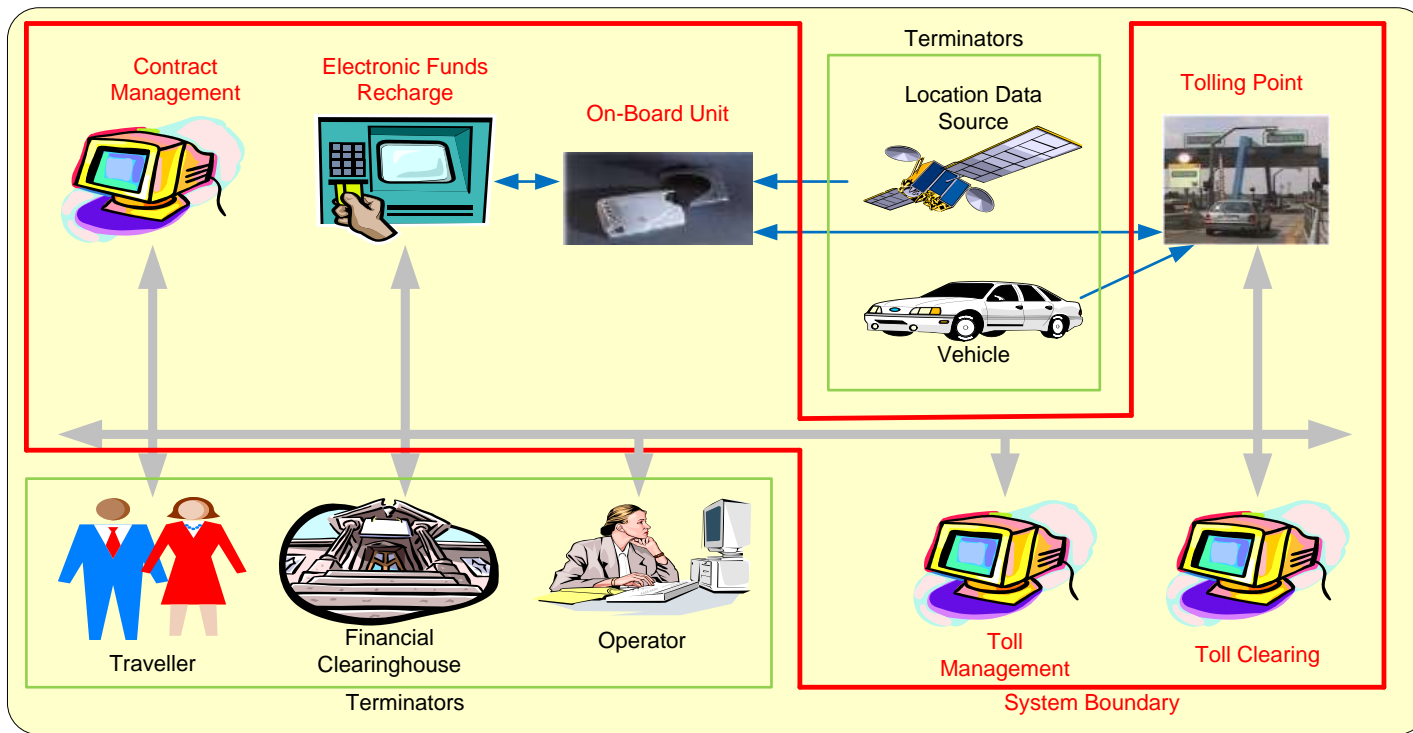 Terminators
Contract
Management
Electronic Funds
Recharge
On-Board Unit
Location Data
Source
Tolling Point
Vehicle
Traveller
Financial
Clearinghouse
Operator
Toll
Management
Toll Clearing
Terminators
System Boundary